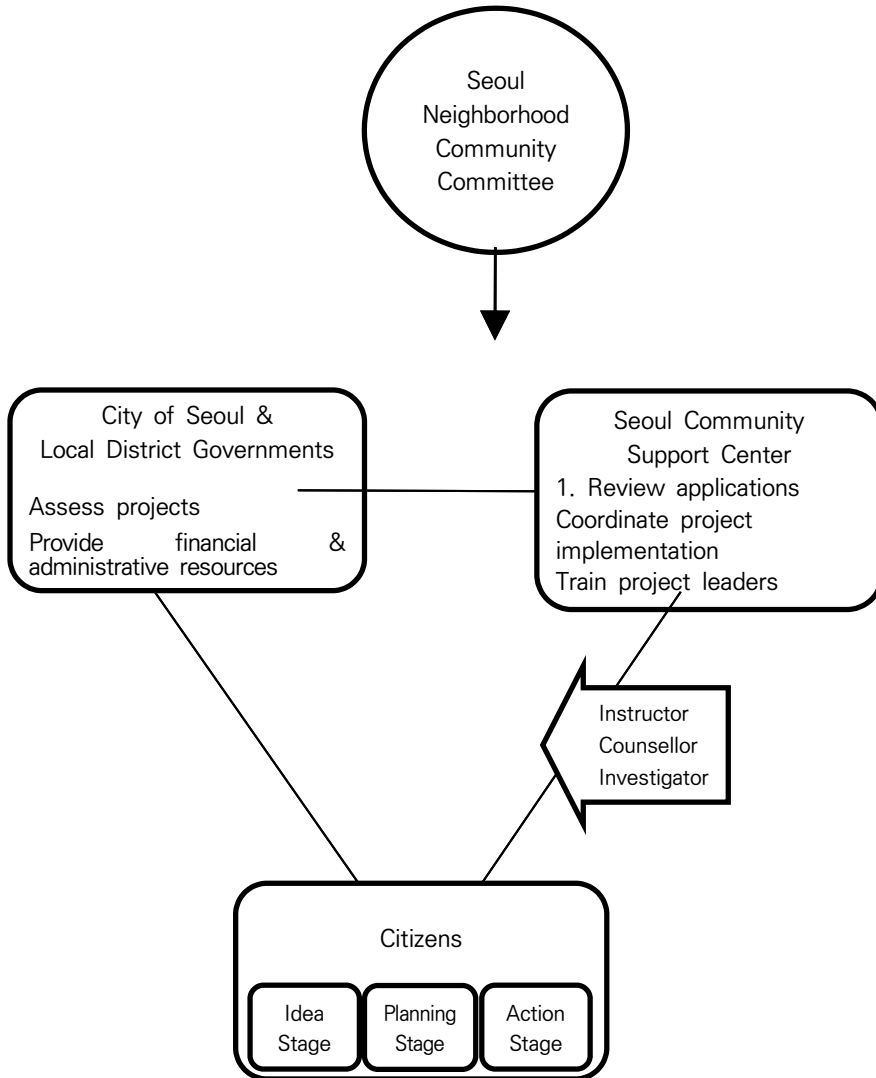 Seoul
Neighborhood
Community
Committee
City of Seoul &
Local District Governments
Assess projects
Provide financial &
administrative resources
Seoul Community
Support Center
1. Review applications
Coordinate project
implementation
Train project leaders
Instructor
Counsellor
Investigator
Citizens
Idea
Stage
Planning
Stage
Action
Stage